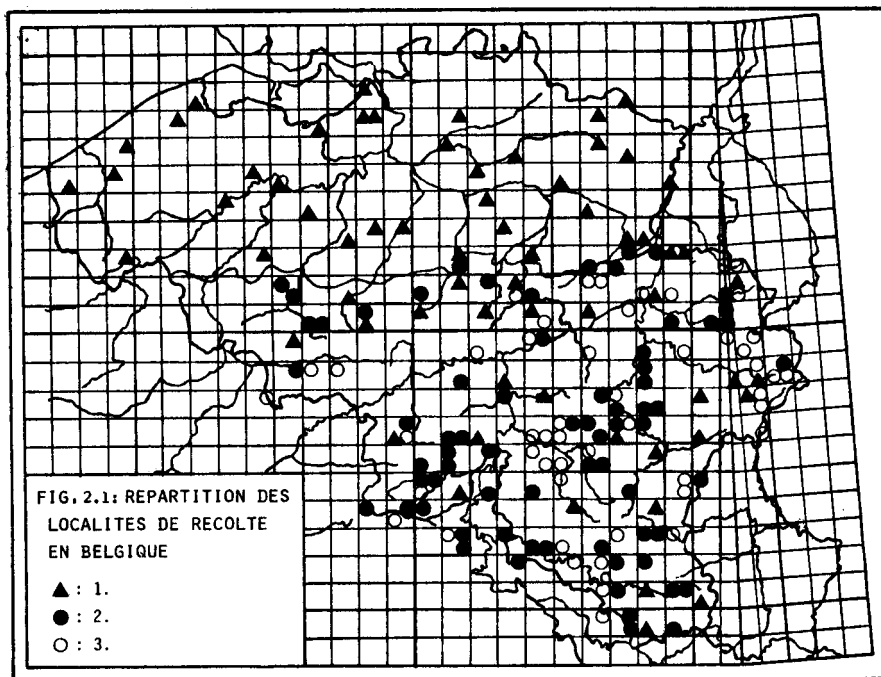 FIG. 2.1: REPARTITION DES
LOCALITES DE RECOLTE
EN BELGIQUE
▲ : 1.
● : 2.
○ : 3.